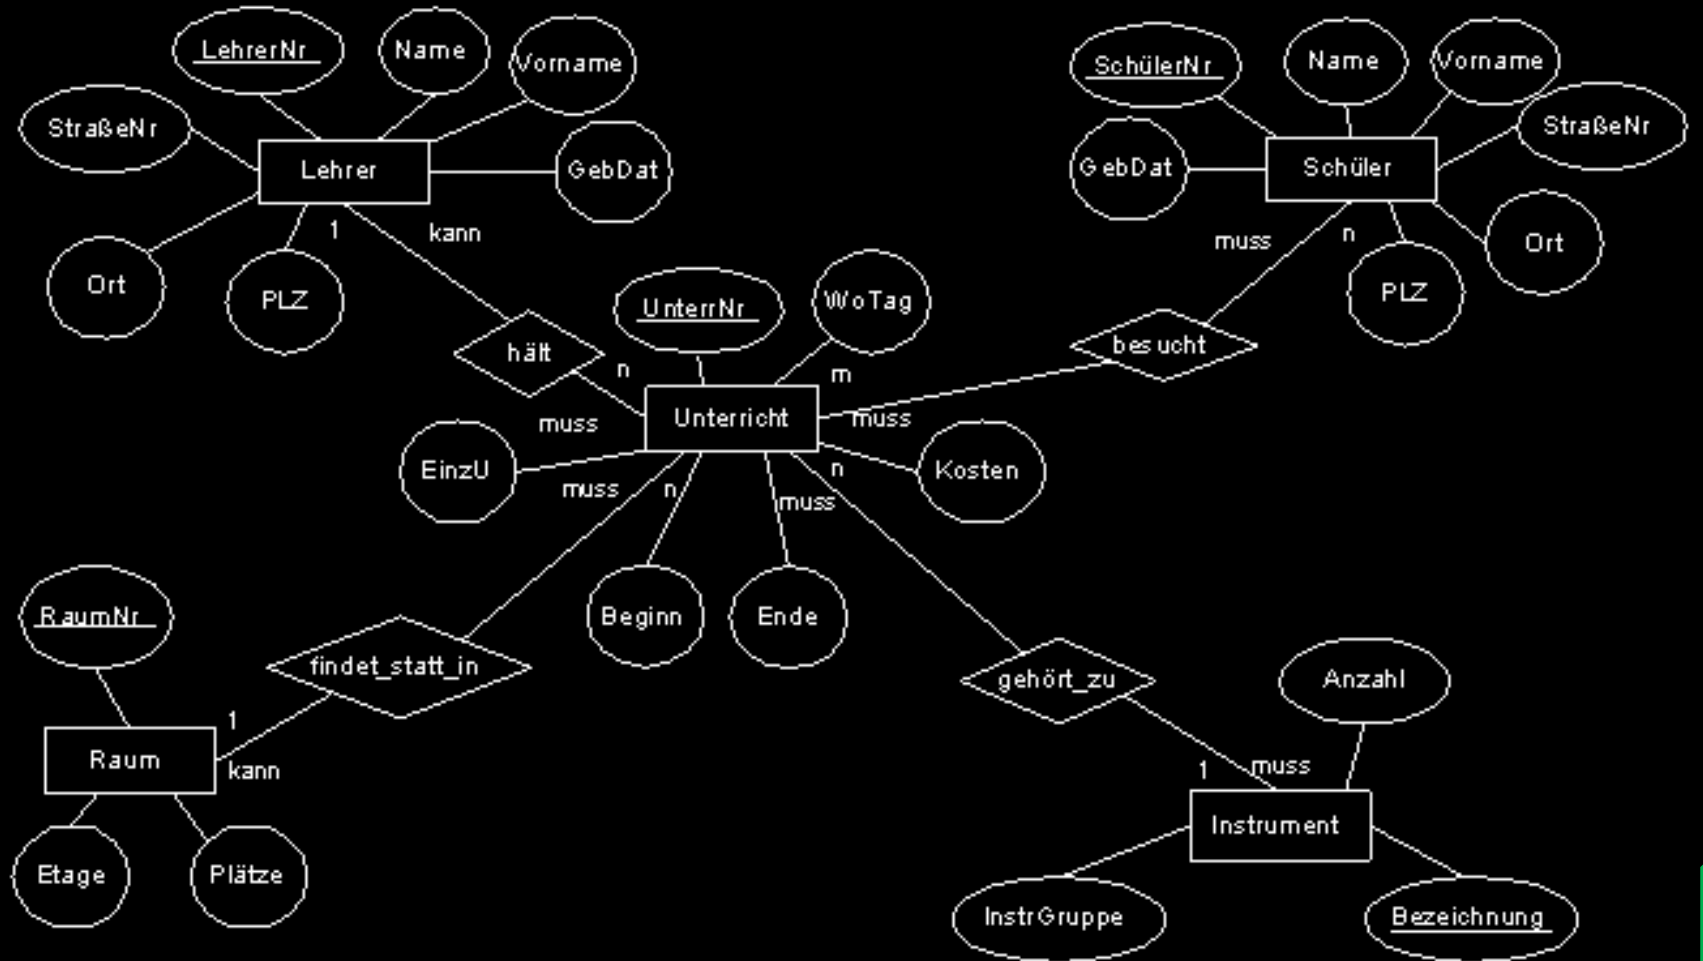 LehrerNr
Name
Vorname
StraßeNr
Lehrer
GebDat
Ort
PLZ
1
kann
SchülerNr
Name
Vorname
StraßeNr
GebDat
Schüler
muss
n
PLZ
Ort
hält
n
muss
UnterrNr
WoTag
m
besucht
Unterricht
muss
EinzU
muss
n
muss
n
Kosten
Beginn
Ende
RaumNr
findet_statt_in
1
Raum
kann
Etage
Plätze
gehört_zu
Anzahl
1
muss
Instrument
InstrGruppe
Bezeichnung